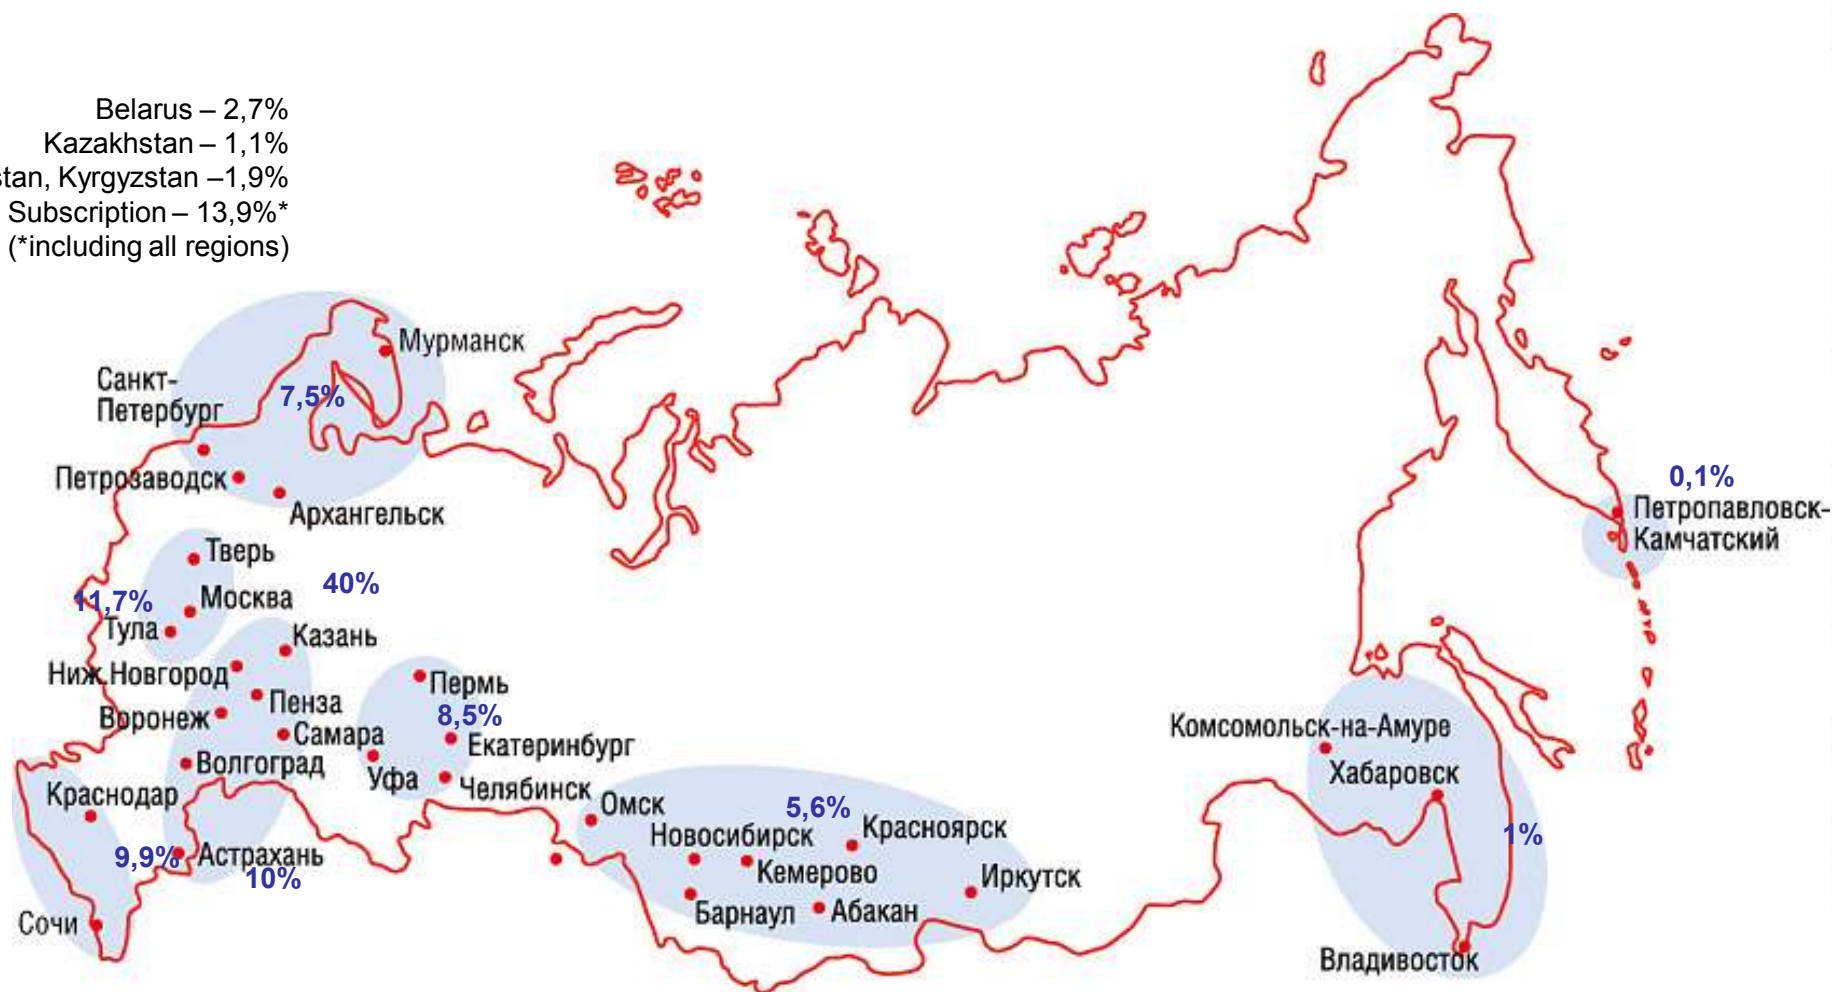 Belarus – 2,7%
Kazakhstan – 1,1%
Kyrgyzstan –1,9%
Subscription – 13,9%*
(*including all regions)
Мурманск
Санкт-
Петербург
7,5%
Петрозаводск
Архангельск
0,1%
Петропавловск-
Камчатский
Тверь
40%
11,7%
Москва
Тула
Казань
Ниж.Новгород
Пермь
Пенза
8,5%
Воронеж
Самара
Екатеринбург
Волгоград
Уфа
Челябинск
Краснодар
Омск
5,6%
Новосибирск
Красноярск
Комсомольск-на-Амуре
Хабаровск
1%
9,9%
Астрахань
10%
Кемерово
Иркутск
Барнаул
Абакан
Сочи
Владивосток